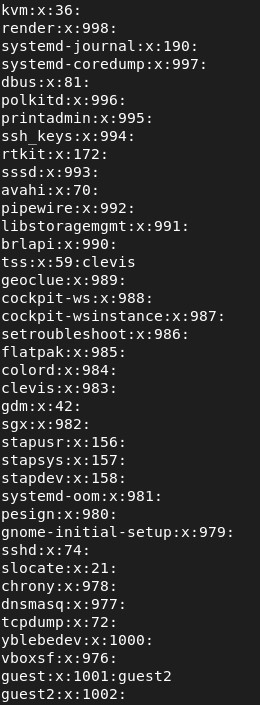 kvm:x:36:
render:x:998:
systemd-journal:x:190:
systemd-coredump:x:997:
dbus:x:81:
polkitd:x:996:
printadmin:x:995:
ssh_keys:x:994:
rtkit:x:172:
sssd:x:993:
avahi:x:70:
pipewire:x:992:
libstoragemgmt:x:991:
brlapi:x:990:
tss:x:59:clevis
geoclue:x:989:
cockpit-ws:x:988:
cockpit-wsinstance:x:987:
setroubleshoot:x:986:
flatpak:x:985:
colord:x:984:
clevis:x:983:
gdm:x:42:
sgx:x:982:
stapusr:x:156:
stapsys:x:157:
stapdev:x:158:
systemd-oom:x:981:
pesign:x:980:
gnome-initial-setup:x:979:
sshd:x:74:
slocate:x:21:
chrony:x:978:
dnsmasq:x:977:
tcpdump:x:72:
yblebedev:x:1000:
vboxsf:x:976:
guest:x:1001:guest2
guest2:x:1002: